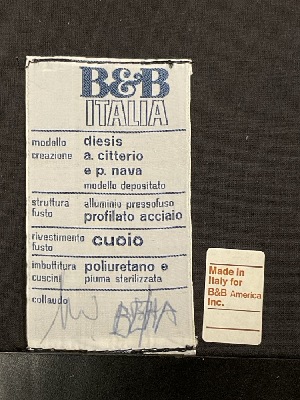 B&B
ITALIA
modello diesis
creazione a. citterio
e p. nava
modello depositato
struttura alluminio pressofuso
fusto profilato acciaio
rivestimento
fusto cuoio
imbottitura poliuretano e
cuscini piuma sterilizzata
collaudo
Made in
Italy for
B&B America
Inc.